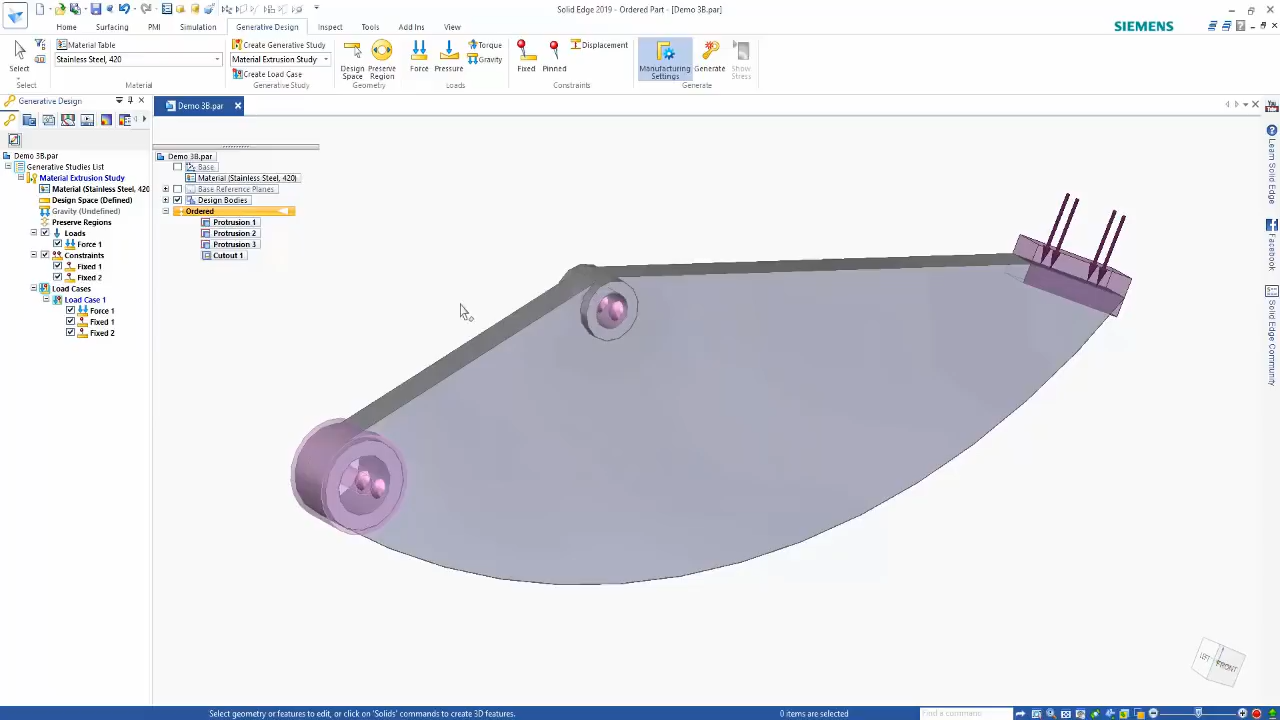 Solid Edge 2019 - Ordered Part - [Demo 3B.par]
Home Surfacing PMI Simulation Generative Design Inspect Tools Add Ins View
SIEMENS
Select
Select
Material Table
Stainless Steel, 420
Material
Create Generative Study
Material Extrusion Study
Create Load Case
Generative Study
Design Space
Preserve Region
Geometry
Force
Pressure
Torque
Gravity
Loads
Fixed
Pinned
Displacement
Constraints
Manufacturing Settings
Generate
Show Stress
Generate
Generative Design
Demo 3B.par
You
Learn Solid Edge
Facebook
Solid Edge Community
Demo 3B.par
Generative Studies List
Material Extrusion Study
Material (Stainless Steel, 420
Design Space (Defined)
Gravity (Undefined)
Preserve Regions
Loads
Force 1
Constraints
Fixed 1
Fixed 2
Load Cases
Load Case 1
Force 1
Fixed 1
Fixed 2
Demo 3B.par
Base
Material (Stainless Steel, 420)
Base Reference Planes
Design Bodies
Ordered
Protrusion 1
Protrusion 2
Protrusion 3
Cutout 1
LEFT FRONT
Select geometry or features to edit, or click on 'Solids' commands to create 3D features.
0 items are selected
Find a command